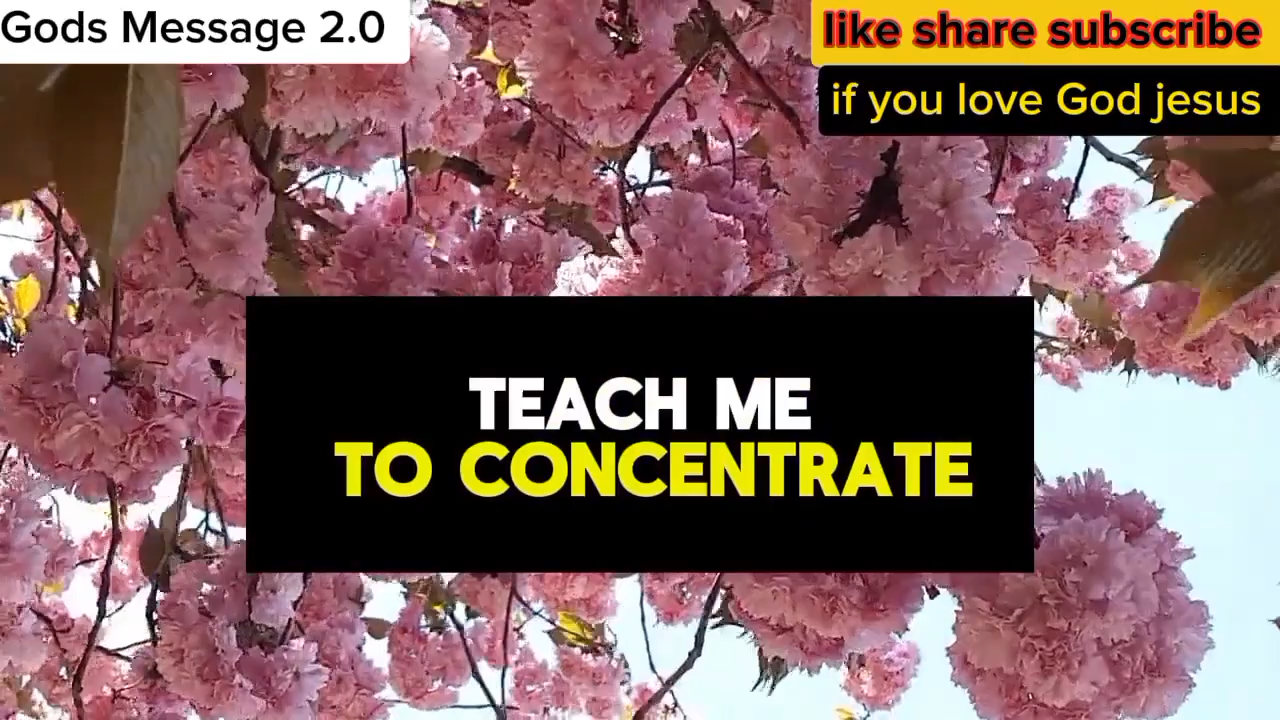 Gods Message 2.0
like share subscribe
if you love God jesus
TEACH ME
TO CONCENTRATE